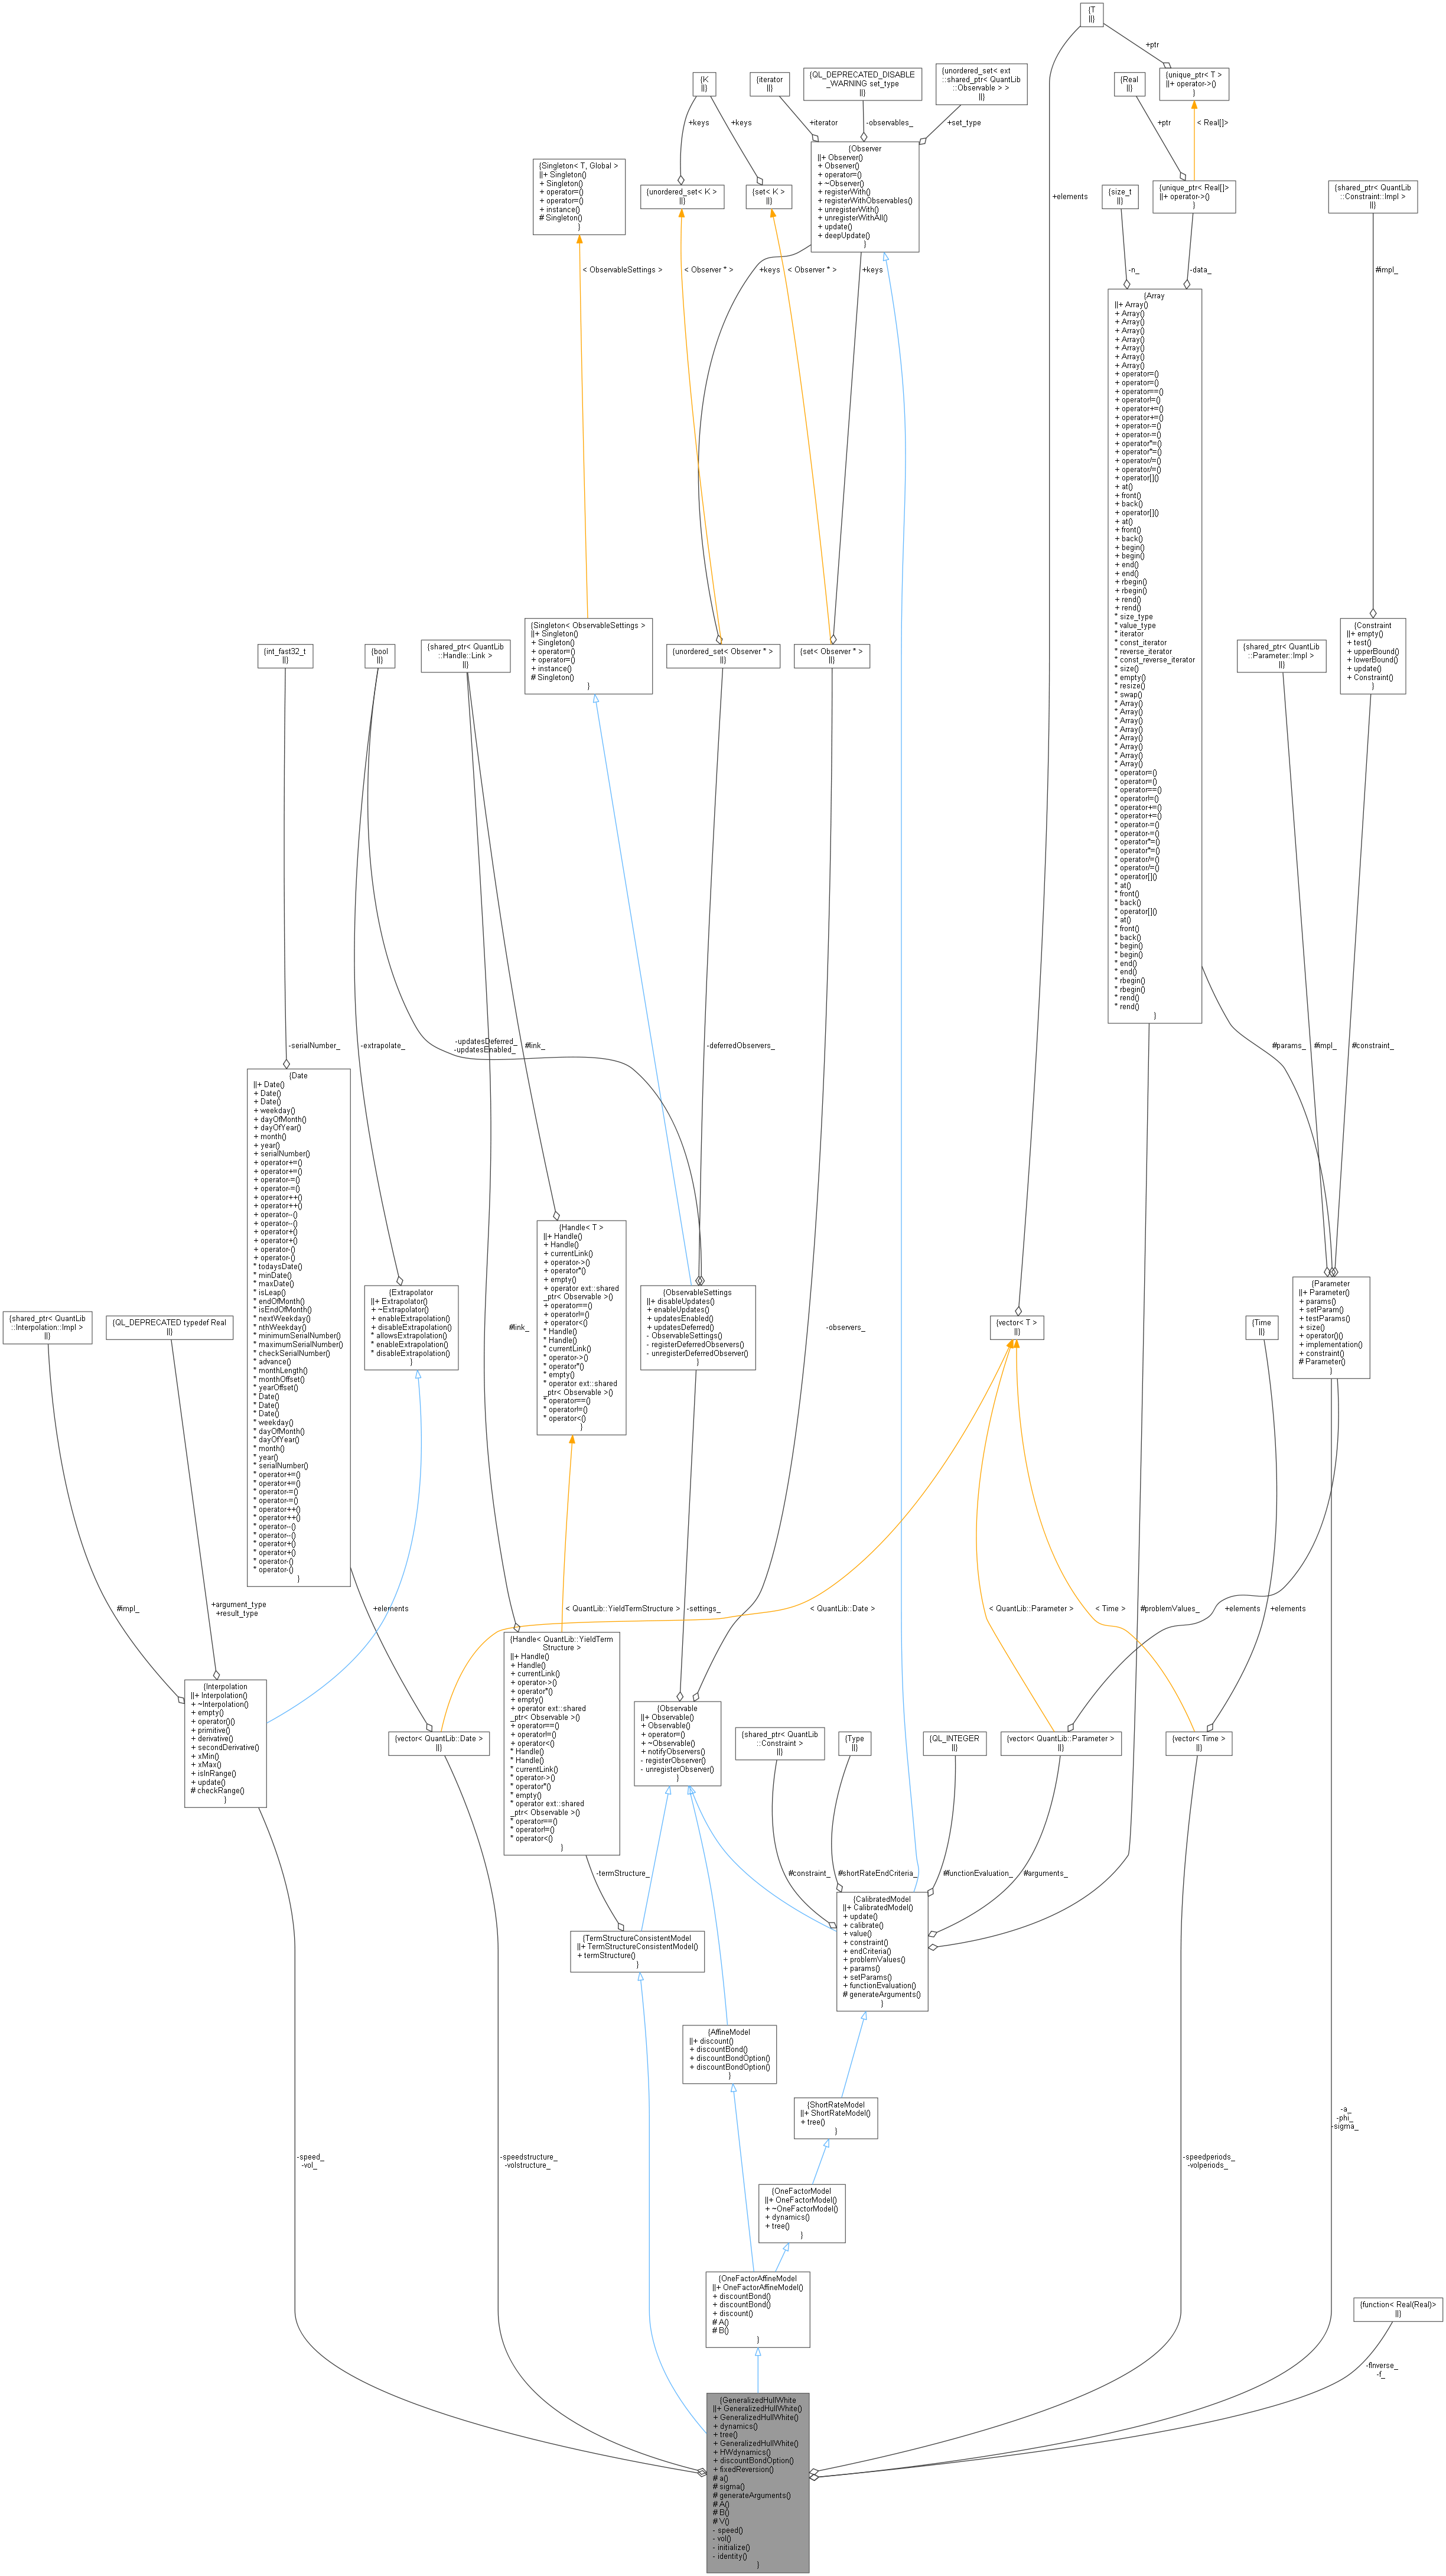 {T
||}
+ptr
{K
||}
{iterator
||}
{QL_DEPRECATED_DISABLE
_WARNING set_type
||}
{unordered_set< ext
::shared_ptr< QuantLib
::Observable > >
||}
{Real
||}
{unique_ptr< T >
||+ operator->()
}
+keys
+keys
+iterator
-observables_
+set_type
+ptr
< Real[]>
{Singleton< T, Global >
||+ Singleton()
+ Singleton()
+ operator=()
+ operator=()
+ instance()
# Singleton()
}
{unordered_set< K >
||}
{set< K >
||}
{Observer
||+ Observer()
+ Observer()
+ operator=()
+ ~Observer()
+ registerWith()
+ registerWithObservables()
+ unregisterWith()
+ unregisterWithAll()
+ update()
+ deepUpdate()
}
+elements
{size_t
||}
{unique_ptr< Real[]>
||+ operator->()
}
{shared_ptr< QuantLib
::Constraint::Impl >
||}
< ObservableSettings >
< Observer * >
+keys
< Observer * >
+keys
-n_
-data_
#impl_
{Array
||+ Array()
+ Array()
+ Array()
+ Array()
+ Array()
+ Array()
+ Array()
+ Array()
+ operator=()
+ operator=()
+ operator==()
+ operator!=()
+ operator+=()
+ operator+=()
+ operator-=()
+ operator-=()
+ operator*=()
+ operator*=()
+ operator/=()
+ operator/=()
+ operator[]()
+ at()
+ front()
+ back()
+ operator[]()
+ at()
+ front()
+ back()
+ begin()
+ begin()
+ end()
+ end()
+ rbegin()
+ rbegin()
+ rend()
+ rend()
* size_type
* value_type
* iterator
* const_iterator
* reverse_iterator
* const_reverse_iterator
* size()
* empty()
* resize()
* swap()
* Array()
* Array()
* Array()
* Array()
* Array()
* Array()
* Array()
* Array()
* operator=()
* operator=()
* operator==()
* operator!=()
* operator+=()
* operator+=()
* operator-=()
* operator-=()
* operator*=()
* operator*=()
* operator/=()
* operator/=()
* operator[]()
* at()
* front()
* back()
* operator[]()
* at()
* front()
* back()
* begin()
* begin()
* end()
* end()
* rbegin()
* rbegin()
* rend()
* rend()
}
{int_fast32_t
||}
{bool
||}
{shared_ptr< QuantLib
::Handle::Link >
||}
{Singleton< ObservableSettings >
||+ Singleton()
+ Singleton()
+ operator=()
+ operator=()
+ instance()
# Singleton()
}
{unordered_set< Observer * >
||}
{set< Observer * >
||}
{shared_ptr< QuantLib
::Parameter::Impl >
||}
{Constraint
||+ empty()
+ test()
+ upperBound()
+ lowerBound()
+ update()
+ Constraint()
}
-serialNumber_
-extrapolate_
-updatesDeferred_
-updatesEnabled_
#link_
-deferredObservers_
#params_
#impl_
#constraint_
{Date
||+ Date()
+ Date()
+ Date()
+ weekday()
+ dayOfMonth()
+ dayOfYear()
+ month()
+ year()
+ serialNumber()
+ operator+=()
+ operator+=()
+ operator-=()
+ operator-=()
+ operator++()
+ operator++()
+ operator--()
+ operator--()
+ operator+()
+ operator+()
+ operator-()
+ operator-()
* todaysDate()
* minDate()
* maxDate()
* isLeap()
* endOfMonth()
* isEndOfMonth()
* nextWeekday()
* nthWeekday()
* minimumSerialNumber()
* maximumSerialNumber()
* checkSerialNumber()
* advance()
* monthLength()
* monthOffset()
* yearOffset()
* Date()
* Date()
* Date()
* weekday()
* dayOfMonth()
* dayOfYear()
* month()
* year()
* serialNumber()
* operator+=()
* operator+=()
* operator-=()
* operator-=()
* operator++()
* operator++()
* operator--()
* operator--()
* operator+()
* operator+()
* operator-()
* operator-()
}
{Handle< T >
||+ Handle()
+ Handle()
+ currentLink()
+ operator->()
+ operator*()
+ empty()
+ operator ext::shared
_ptr< Observable >()
+ operator==()
+ operator!=()
+ operator<()
* Handle()
* Handle()
* currentLink()
* operator->()
* operator*()
* empty()
* operator ext::shared
_ptr< Observable >()
* operator==()
* operator!=()
* operator<()
}
{shared_ptr< QuantLib
::Interpolation::Impl >
||}
{QL_DEPRECATED typedef Real
||}
{Extrapolator
||+ Extrapolator()
+ ~Extrapolator()
+ enableExtrapolation()
+ disableExtrapolation()
* allowsExtrapolation()
* enableExtrapolation()
* disableExtrapolation()
}
#link_
{ObservableSettings
||+ disableUpdates()
+ enableUpdates()
+ updatesEnabled()
+ updatesDeferred()
- ObservableSettings()
- registerDeferredObservers()
- unregisterDeferredObserver()
}
-observers_
{vector< T >
||}
{Time
||}
{Parameter
||+ Parameter()
+ params()
+ setParam()
+ testParams()
+ size()
+ operator()()
+ implementation()
+ constraint()
# Parameter()
}
#impl_
+argument_type
+result_type
+elements
< QuantLib::YieldTermStructure >
-settings_
< QuantLib::Date >
< QuantLib::Parameter >
< Time >
#problemValues_
+elements
+elements
{Interpolation
||+ Interpolation()
+ ~Interpolation()
+ empty()
+ operator()()
+ primitive()
+ derivative()
+ secondDerivative()
+ xMin()
+ xMax()
+ isInRange()
+ update()
# checkRange()
}
{vector< QuantLib::Date >
||}
{Handle< QuantLib::YieldTerm
Structure >
||+ Handle()
+ Handle()
+ currentLink()
+ operator->()
+ operator*()
+ empty()
+ operator ext::shared
_ptr< Observable >()
+ operator==()
+ operator!=()
+ operator<()
* Handle()
* Handle()
* currentLink()
* operator->()
* operator*()
* empty()
* operator ext::shared
_ptr< Observable >()
* operator==()
* operator!=()
* operator<()
}
{Observable
||+ Observable()
+ Observable()
+ operator=()
+ ~Observable()
+ notifyObservers()
- registerObserver()
- unregisterObserver()
}
{shared_ptr< QuantLib
::Constraint >
||}
{Type
||}
{QL_INTEGER
||}
{vector< QuantLib::Parameter >
||}
{vector< Time >
||}
-termStructure_
#constraint_
#shortRateEndCriteria_
#functionEvaluation_
#arguments_
{TermStructureConsistentModel
||+ TermStructureConsistentModel()
+ termStructure()
}
{CalibratedModel
||+ CalibratedModel()
+ update()
+ calibrate()
+ value()
+ constraint()
+ endCriteria()
+ problemValues()
+ params()
+ setParams()
+ functionEvaluation()
# generateArguments()
}
{AffineModel
||+ discount()
+ discountBond()
+ discountBondOption()
+ discountBondOption()
}
{ShortRateModel
||+ ShortRateModel()
+ tree()
}
-speed_
-vol_
-speedstructure_
-volstructure_
-speedperiods_
-volperiods_
-a_
-phi_
-sigma_
{OneFactorModel
||+ OneFactorModel()
+ ~OneFactorModel()
+ dynamics()
+ tree()
}
{OneFactorAffineModel
||+ OneFactorAffineModel()
+ discountBond()
+ discountBond()
+ discount()
# A()
# B()
}
{function< Real(Real)>
||}
-fInverse_
-f_
{GeneralizedHullWhite
||+ GeneralizedHullWhite()
+ GeneralizedHullWhite()
+ dynamics()
+ tree()
+ GeneralizedHullWhite()
+ HWdynamics()
+ discountBondOption()
+ fixedReversion()
# a()
# sigma()
# generateArguments()
# A()
# B()
# V()
- speed()
- vol()
- initialize()
- identity()
}